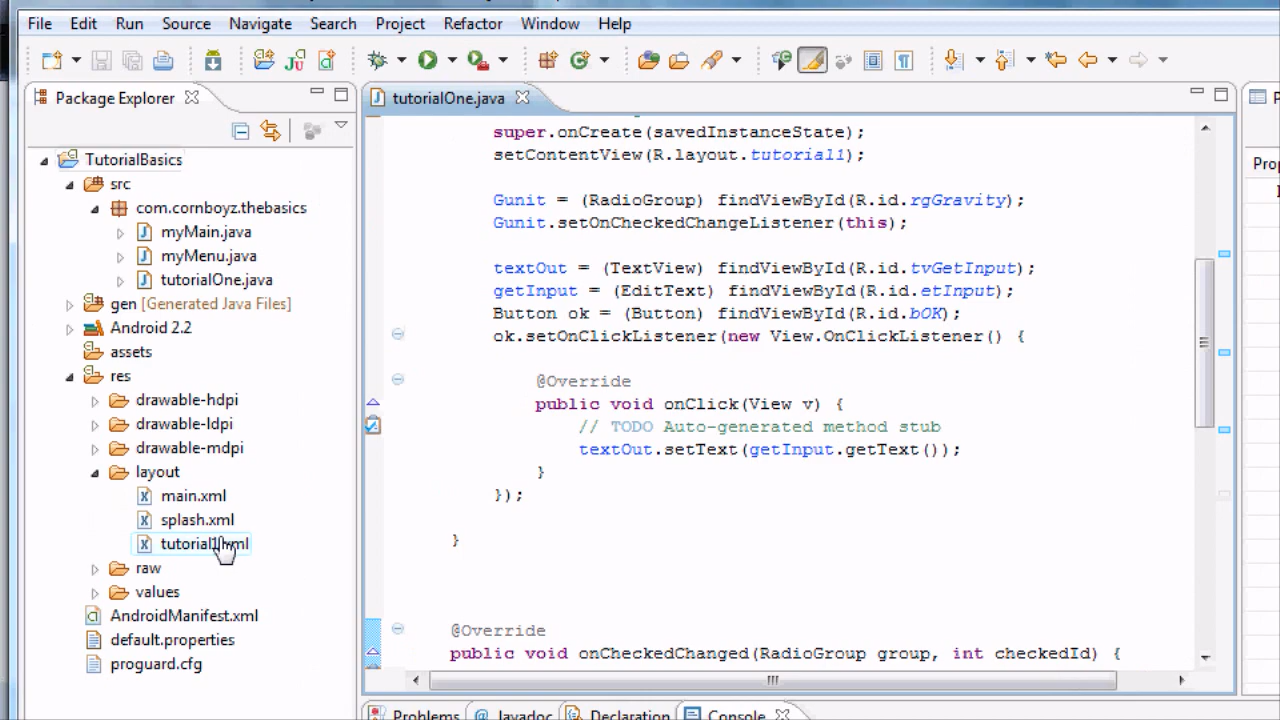 File Edit Run Source Navigate Search Project Refactor Window Help
Package Explorer
TutorialBasics
src
com.cornboyz.thebasics
myMain.java
myMenu.java
tutorialOne.java
gen [Generated Java Files]
Android 2.2
assets
res
drawable-hdpi
drawable-ldpi
drawable-mdpi
layout
main.xml
splash.xml
tutorial1.xml
raw
values
AndroidManifest.xml
default.properties
proguard.cfg
tutorialOne.java
super.onCreate(savedInstanceState);
setContentView(R.layout.tutorial1);
Gunit = (RadioGroup) findViewById(R.id.rgGravity);
Gunit.setOnCheckedChangeListener(this);
textOut = (TextView) findViewById(R.id.tvGetInput);
getInput = (EditText) findViewById(R.id.etInput);
Button ok = (Button) findViewById(R.id.bOK);
ok.setOnClickListener(new View.OnClickListener() {
@Override
public void onClick(View v) {
// TODO Auto-generated method stub
textOut.setText(getInput.getText());
}
});
}
@Override
public void onCheckedChanged(RadioGroup group, int checkedId) {
Problems @ Javadoc Declaration Console
Prop